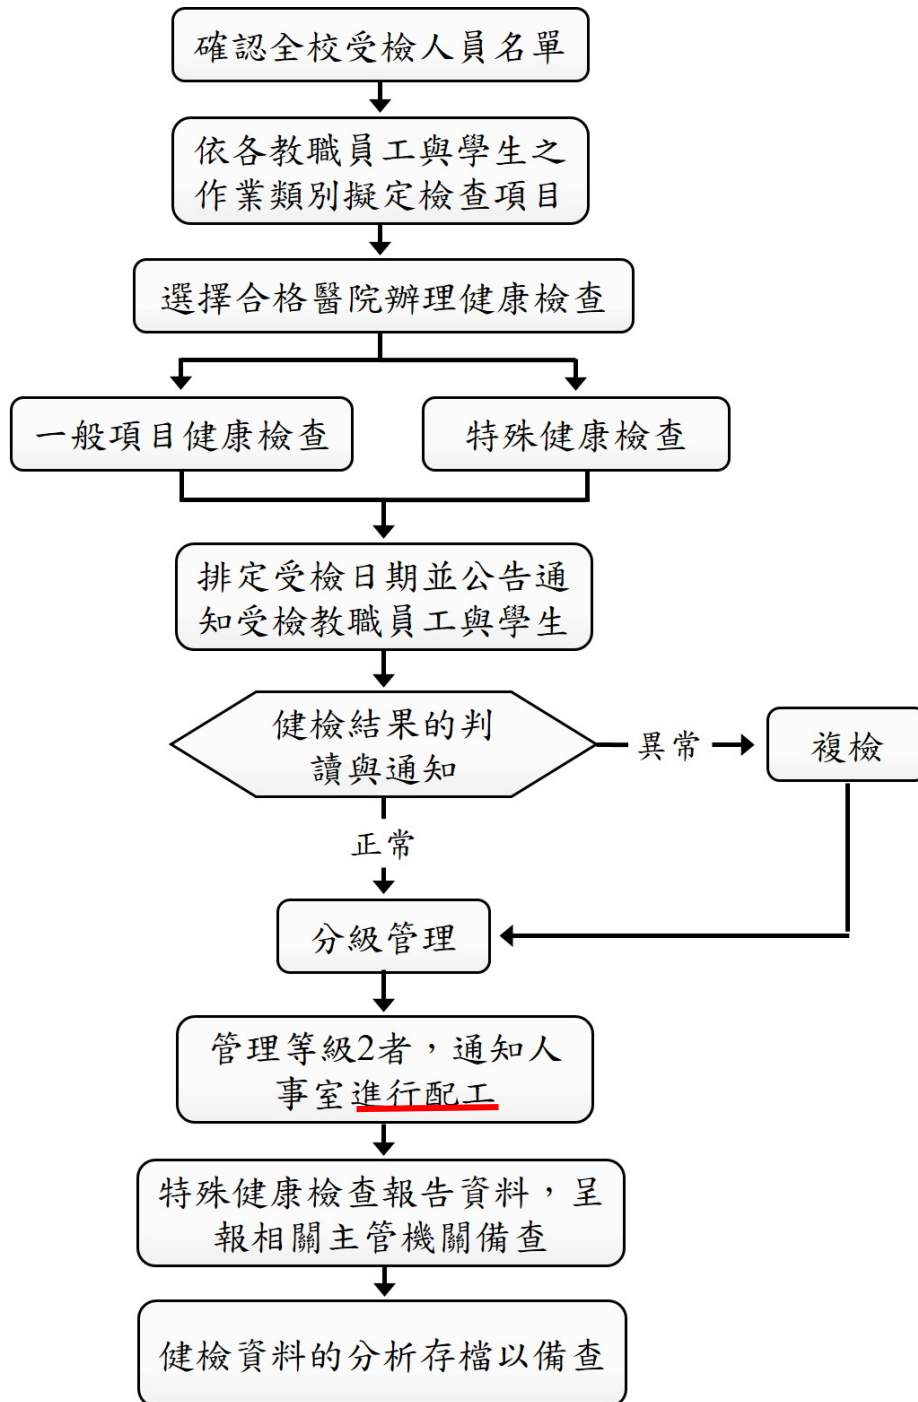 確認全校受檢人員名單
依各教職員工與學生之
作業類別擬定檢查項目
選擇合格醫院辦理健康檢查
一般項目健康檢查
特殊健康檢查
排定受檢日期並公告通
知受檢教職員工與學生
健檢結果的判
讀與通知
異常
複檢
正常
分級管理
管理等級2者，通知人
事室進行配工
特殊健康檢查報告資料，呈
報相關主管機關備查
健檢資料的分析存檔以備查